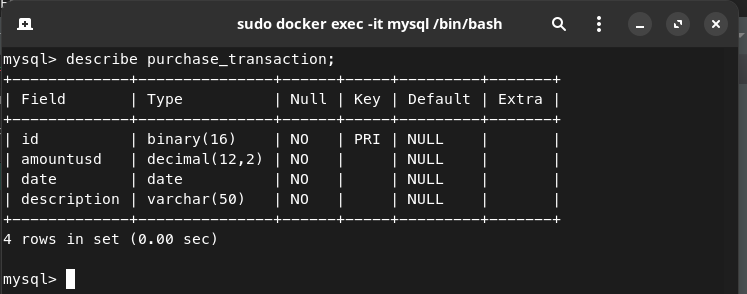 sudo docker exec -it mysql /bin/bash
mysql> describe purchase_transaction;
+-------------+---------------+------+-----+---------+-------+
| Field       | Type          | Null | Key | Default | Extra |
+-------------+---------------+------+-----+---------+-------+
| id          | binary(16)    | NO   | PRI | NULL    |       |
| amountusd   | decimal(12,2) | NO   |     | NULL    |       |
| date        | date          | NO   |     | NULL    |       |
| description | varchar(50)   | NO   |     | NULL    |       |
+-------------+---------------+------+-----+---------+-------+
4 rows in set (0.00 sec)
mysql>